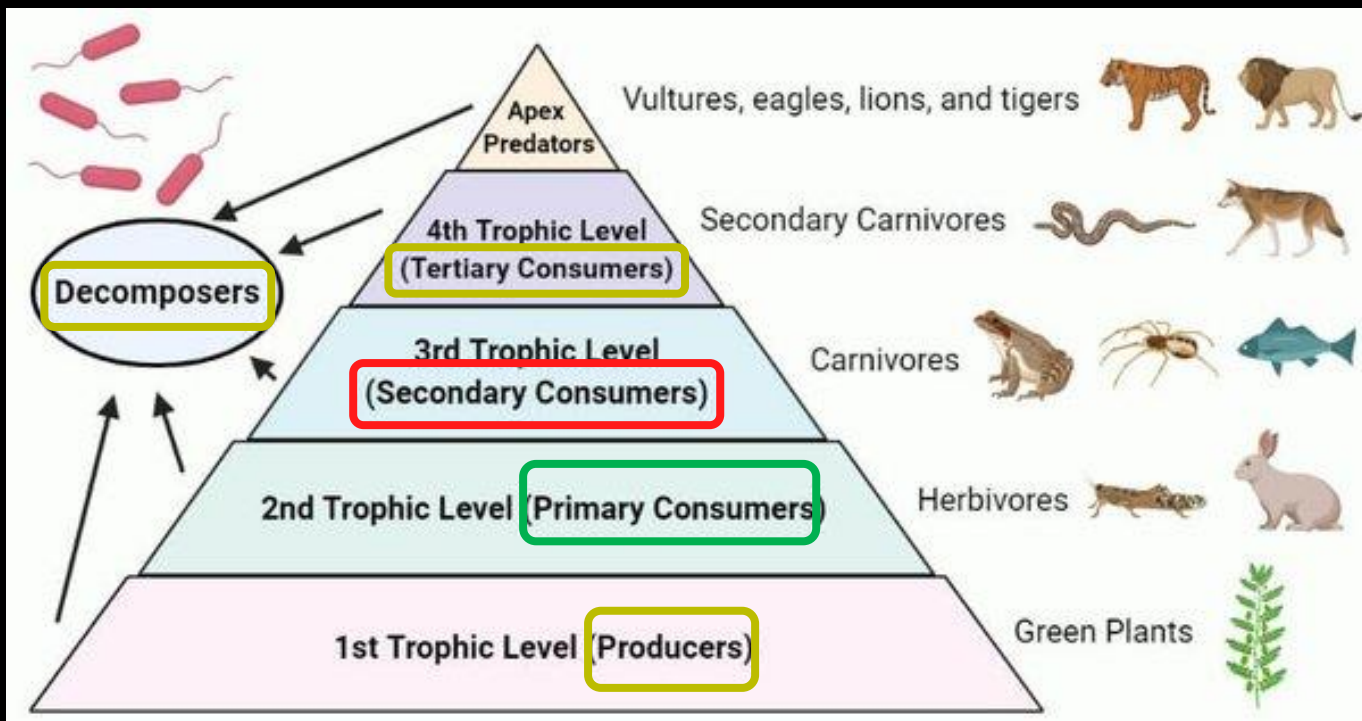 Apex
Predators
Vultures, eagles, lions, and tigers
4th Trophic Level
(Tertiary Consumers)
Secondary Carnivores
Decomposers
3rd Trophic Level
(Secondary Consumers)
Carnivores
2nd Trophic Level (Primary Consumers)
Herbivores
1st Trophic Level (Producers)
Green Plants